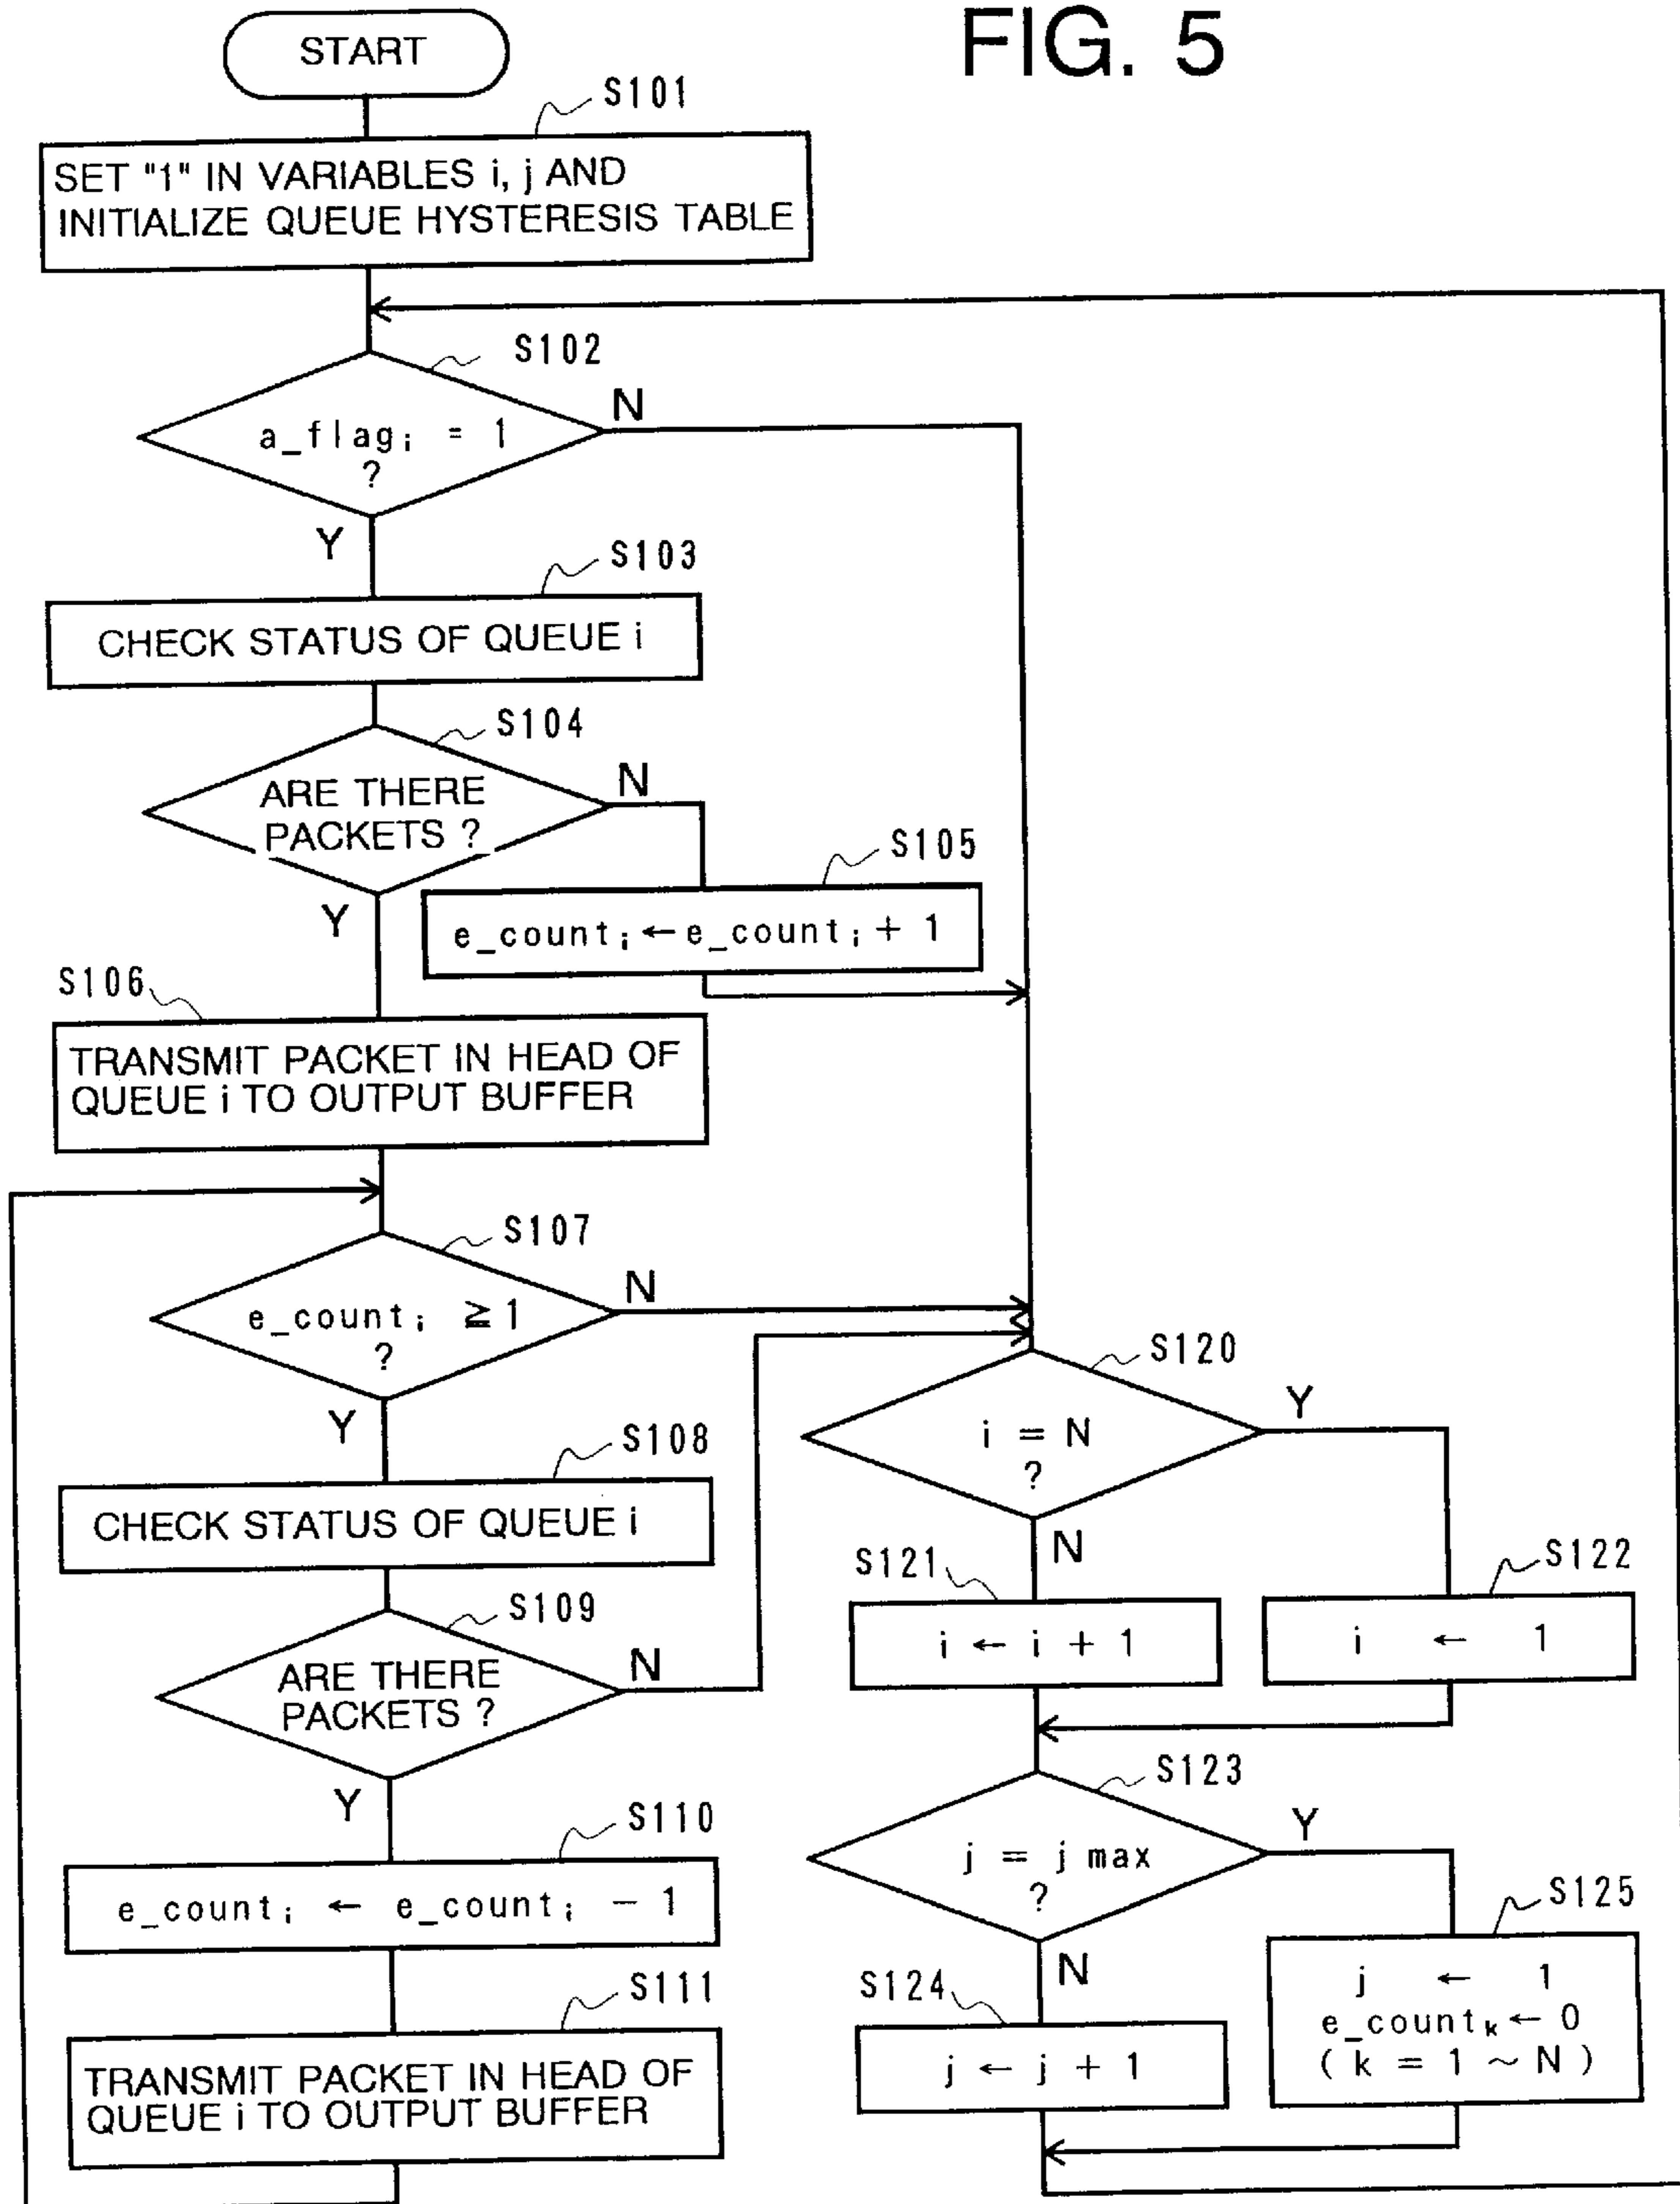 FIG. 5
START
S101
SET "1" IN VARIABLES i, j AND
INITIALIZE QUEUE HYSTERESIS TABLE
S102
a_flagᵢ = 1
?
N
Y
S103
CHECK STATUS OF QUEUE i
S104
ARE THERE
PACKETS ?
N
Y
S105
e_countᵢ ← e_countᵢ + 1
S106
TRANSMIT PACKET IN HEAD OF
QUEUE i TO OUTPUT BUFFER
S107
e_countᵢ ≧ 1
?
N
Y
S108
CHECK STATUS OF QUEUE i
S109
ARE THERE
PACKETS ?
N
Y
S110
e_countᵢ ← e_countᵢ − 1
S111
TRANSMIT PACKET IN HEAD OF
QUEUE i TO OUTPUT BUFFER
S120
i = N
?
Y
N
S121
i ← i + 1
S122
i ← 1
S123
j = j max
?
Y
N
S124
j ← j + 1
S125
j ← 1
e_countₖ ← 0
( k = 1 ~ N )